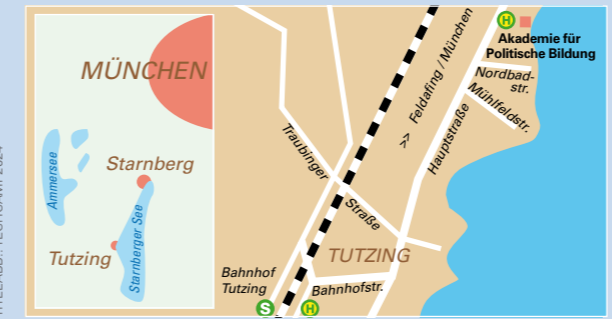 MÜNCHEN
Ammersee
Starnberg
Starnberger See
Tutzing
H
Akademie für
Politische Bildung
Nordbad-
str.
Mühlfeldstr.
>> Feldafing / München
Hauptstraße
Traubinger
Straße
TUTZING
Bahnhof
Tutzing
Bahnhofstr.
S
H